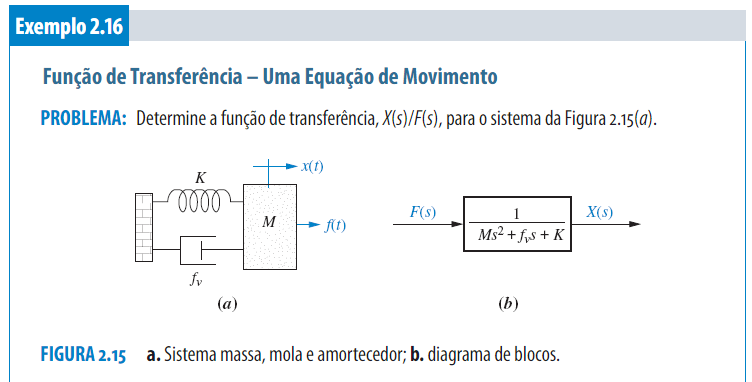 Exemplo 2.16
Função de Transferência – Uma Equação de Movimento
PROBLEMA: Determine a função de transferência, X(s)/F(s), para o sistema da Figura 2.15(a).
K
x(t)
M
f(t)
fv
(a)
F(s)
1
Ms² + fvs + K
X(s)
(b)
FIGURA 2.15 a. Sistema massa, mola e amortecedor; b. diagrama de blocos.